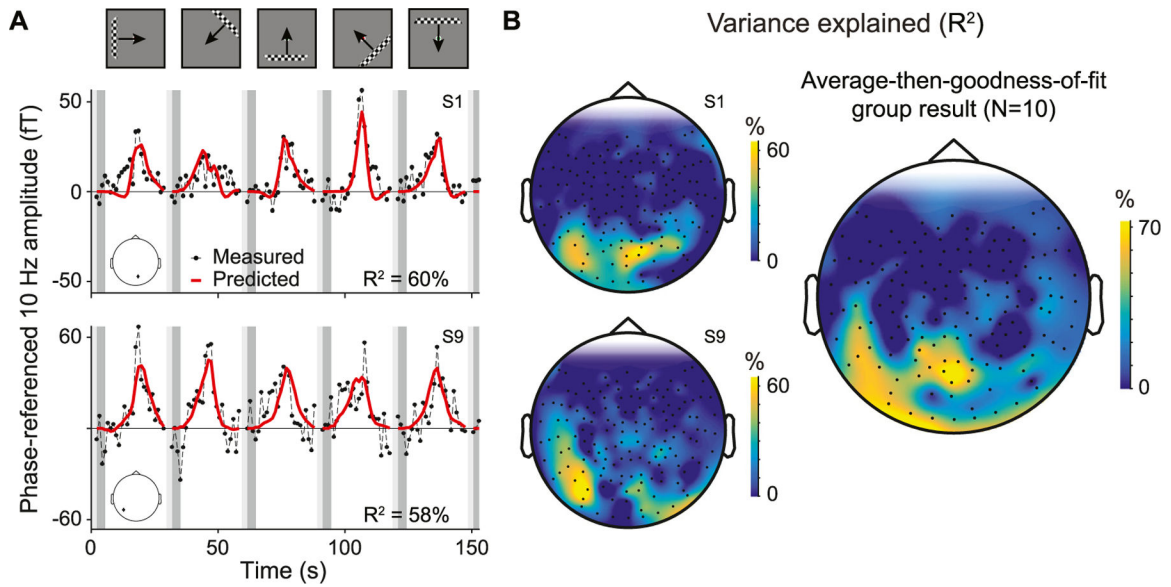 A
B
Variance explained (R²)
Phase-referenced 10 Hz amplitude (fT)
50
0
-50
S1
Measured
Predicted
R² = 60%
60
-60
S9
R² = 58%
0
50
100
150
Time (s)
S1
%
60
0
S9
%
60
0
Average-then-goodness-of-fit
group result (N=10)
%
70
0